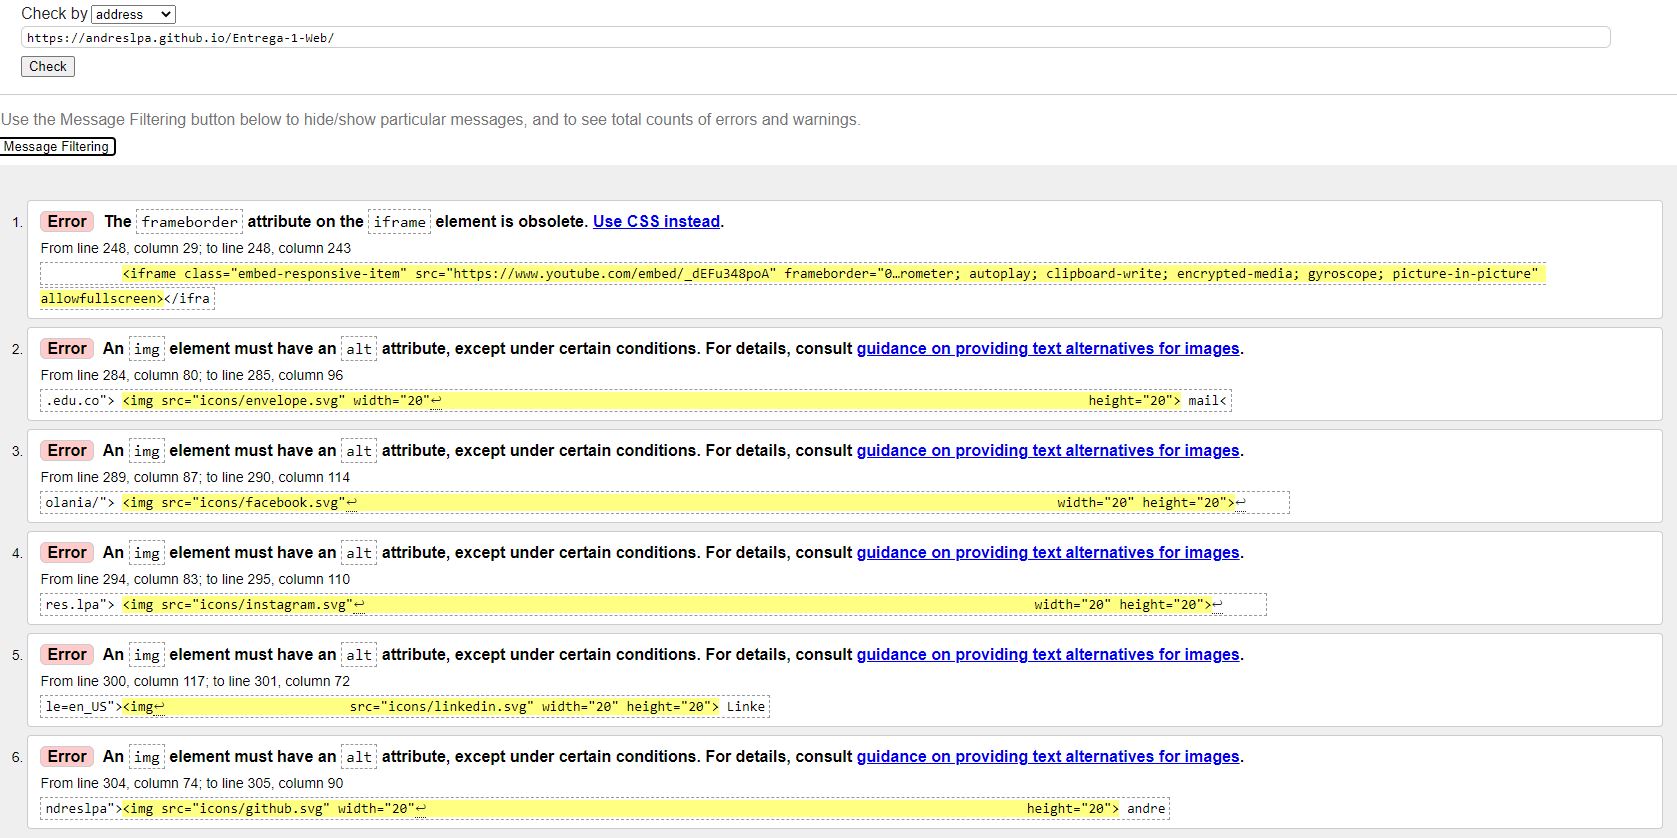 Check by address
https://andreslpa.github.io/Entrega-1-Web/
Check
Use the Message Filtering button below to hide/show particular messages, and to see total counts of errors and warnings.
Message Filtering
1. Error The frameborder attribute on the iframe element is obsolete. Use CSS instead.
From line 248, column 29; to line 248, column 243
<iframe class="embed-responsive-item" src="https://www.youtube.com/embed/_dEFu348poA" frameborder="0…rometer; autoplay; clipboard-write; encrypted-media; gyroscope; picture-in-picture"
allowfullscreen></ifra
2. Error An img element must have an alt attribute, except under certain conditions. For details, consult guidance on providing text alternatives for images.
From line 284, column 80; to line 285, column 96
.edu.co"> <img src="icons/envelope.svg" width="20"↩ height="20"> mail<
3. Error An img element must have an alt attribute, except under certain conditions. For details, consult guidance on providing text alternatives for images.
From line 289, column 87; to line 290, column 114
olania/"> <img src="icons/facebook.svg"↩ width="20" height="20">↩
4. Error An img element must have an alt attribute, except under certain conditions. For details, consult guidance on providing text alternatives for images.
From line 294, column 83; to line 295, column 110
res.lpa"> <img src="icons/instagram.svg"↩ width="20" height="20">↩
5. Error An img element must have an alt attribute, except under certain conditions. For details, consult guidance on providing text alternatives for images.
From line 300, column 117; to line 301, column 72
le=en_US"><img↩ src="icons/linkedin.svg" width="20" height="20"> Linke
6. Error An img element must have an alt attribute, except under certain conditions. For details, consult guidance on providing text alternatives for images.
From line 304, column 74; to line 305, column 90
ndreslpa"><img src="icons/github.svg" width="20"↩ height="20"> andre